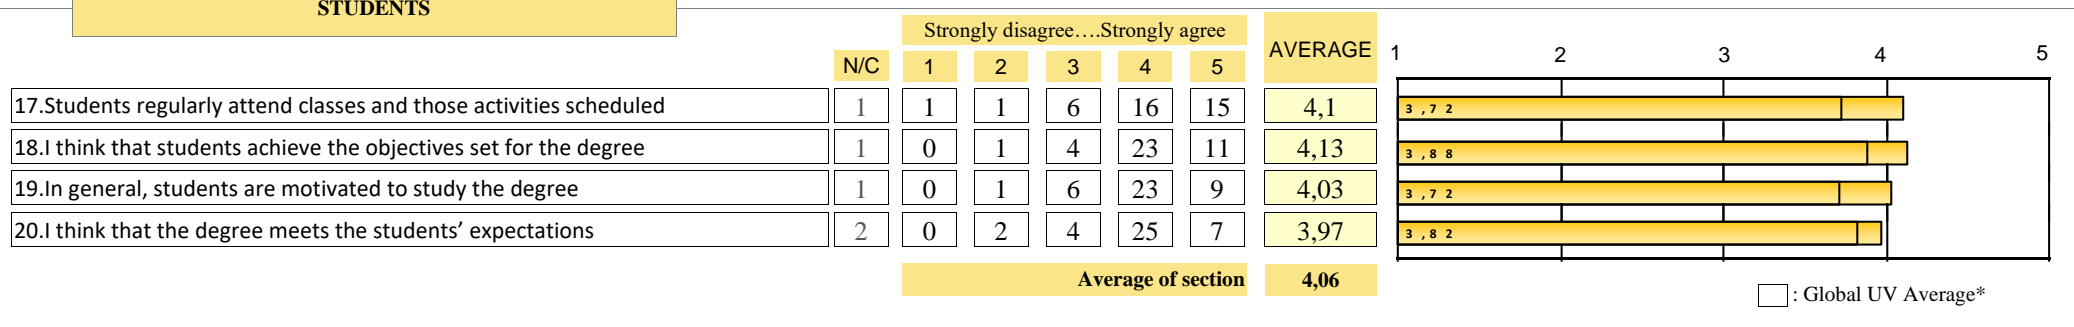 STUDENTS
Strongly disagree….Strongly agree
AVERAGE
N/C 1 2 3 4 5
1 2 3 4 5
17.Students regularly attend classes and those activities scheduled 1 1 1 6 16 15 4,1 3,72
18.I think that students achieve the objectives set for the degree 1 0 1 4 23 11 4,13 3,88
19.In general, students are motivated to study the degree 1 0 1 6 23 9 4,03 3,72
20.I think that the degree meets the students’ expectations 2 0 2 4 25 7 3,97 3,82
Average of section 4,06
: Global UV Average*